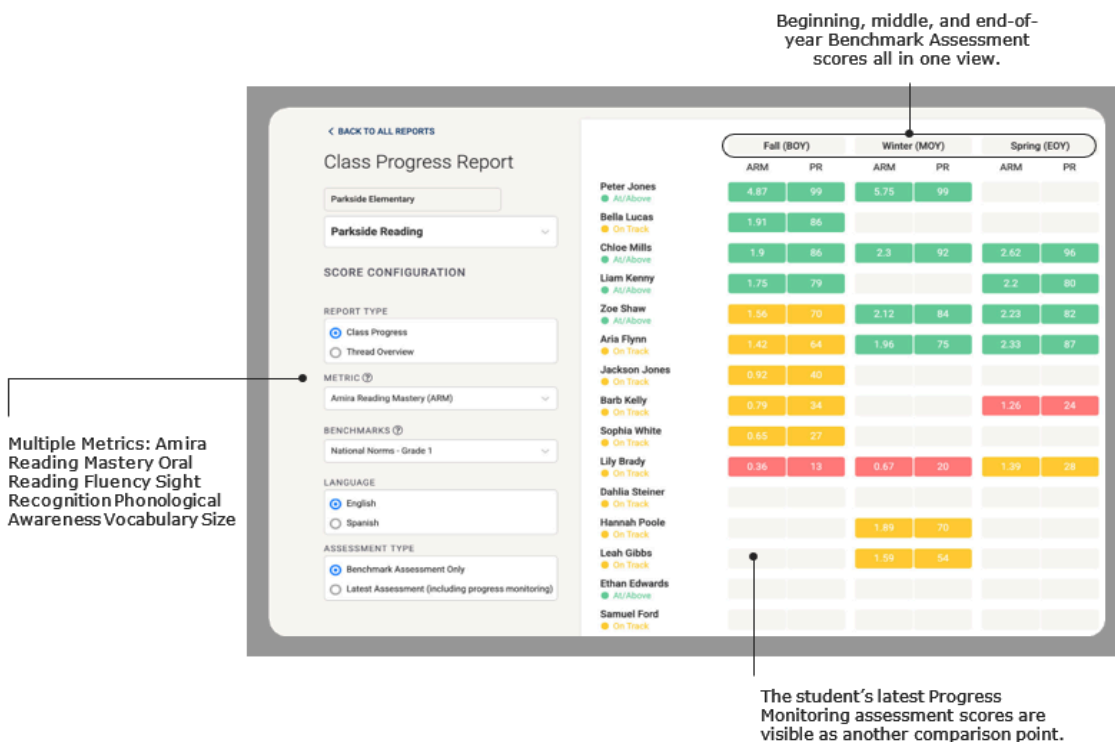 Beginning, middle, and end-of-
year Benchmark Assessment
scores all in one view.
< BACK TO ALL REPORTS
Class Progress Report
Parkside Elementary
Parkside Reading
SCORE CONFIGURATION
REPORT TYPE
Class Progress
Thread Overview
METRIC ?
Amira Reading Mastery (ARM)
BENCHMARKS ?
National Norms - Grade 1
LANGUAGE
English
Spanish
ASSESSMENT TYPE
Benchmark Assessment Only
Latest Assessment (including progress monitoring)
Fall (BOY) Winter (MOY) Spring (EOY)
ARM PR ARM PR ARM PR
Peter Jones
At/Above
4.87 99 5.75 99
Bella Lucas
On Track
1.91 86
Chloe Mills
At/Above
1.9 86 2.3 92 2.62 96
Liam Kenny
At/Above
1.75 79 2.2 80
Zoe Shaw
At/Above
1.56 70 2.12 84 2.23 82
Aria Flynn
On Track
1.42 64 1.96 75 2.33 87
Jackson Jones
On Track
0.92 40
Barb Kelly
On Track
0.79 34 1.26 24
Sophia White
On Track
0.65 27
Lily Brady
On Track
0.36 13 0.67 20 1.39 28
Dahlia Steiner
On Track
Hannah Poole
On Track
1.89 70
Leah Gibbs
On Track
1.59 54
Ethan Edwards
At/Above
Samuel Ford
On Track
Multiple Metrics: Amira
Reading Mastery Oral
Reading Fluency Sight
Recognition Phonological
Awareness Vocabulary Size
The student's latest Progress
Monitoring assessment scores are
visible as another comparison point.